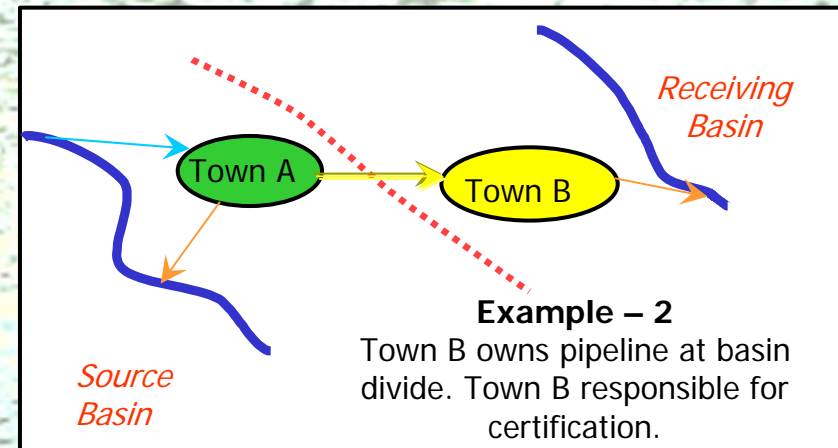 Receiving
Basin
Town A
Town B
Example – 2
Town B owns pipeline at basin
divide. Town B responsible for
certification.
Source
Basin